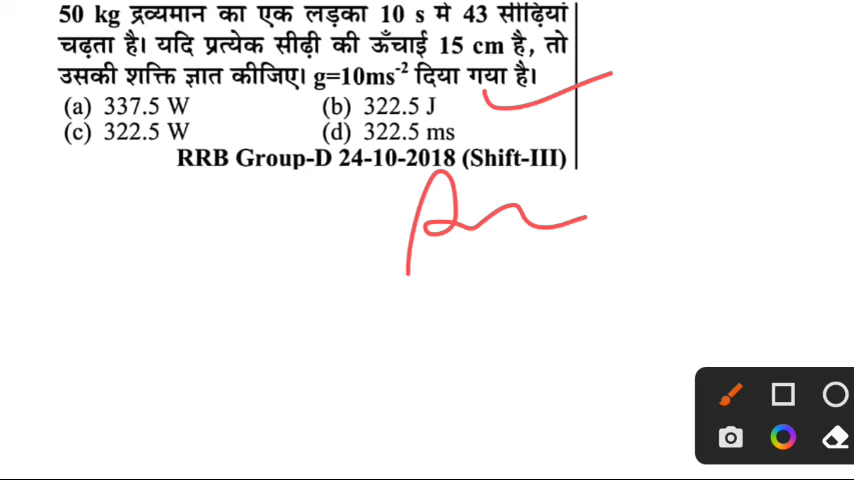 50 kg द्रव्यमान का एक लड़का 10 s मे 43 सीढ़ियां
चढ़ता है। यदि प्रत्येक सीढ़ी की ऊँचाई 15 cm है, तो
उसकी शक्ति ज्ञात कीजिए। g=10ms⁻² दिया गया है।
(a) 337.5 W (b) 322.5 J
(c) 322.5 W (d) 322.5 ms
RRB Group-D 24-10-2018 (Shift-III)